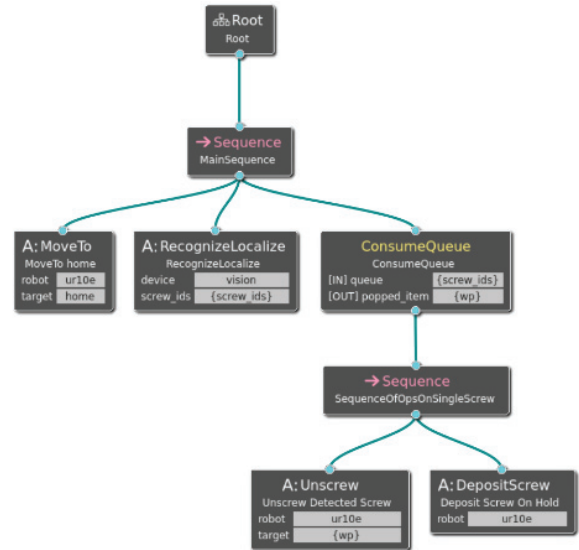 Root
Root
→ Sequence
MainSequence
A: MoveTo
MoveTo home
robot ur10e
target home
A: RecognizeLocalize
RecognizeLocalize
device vision
screw_ids {screw_ids}
ConsumeQueue
ConsumeQueue
[IN] queue {screw_ids}
[OUT] popped_item {wp}
→ Sequence
SequenceOfOpsOnSingleScrew
A: Unscrew
Unscrew Detected Screw
robot ur10e
target {wp}
A: DepositScrew
Deposit Screw On Hold
robot ur10e